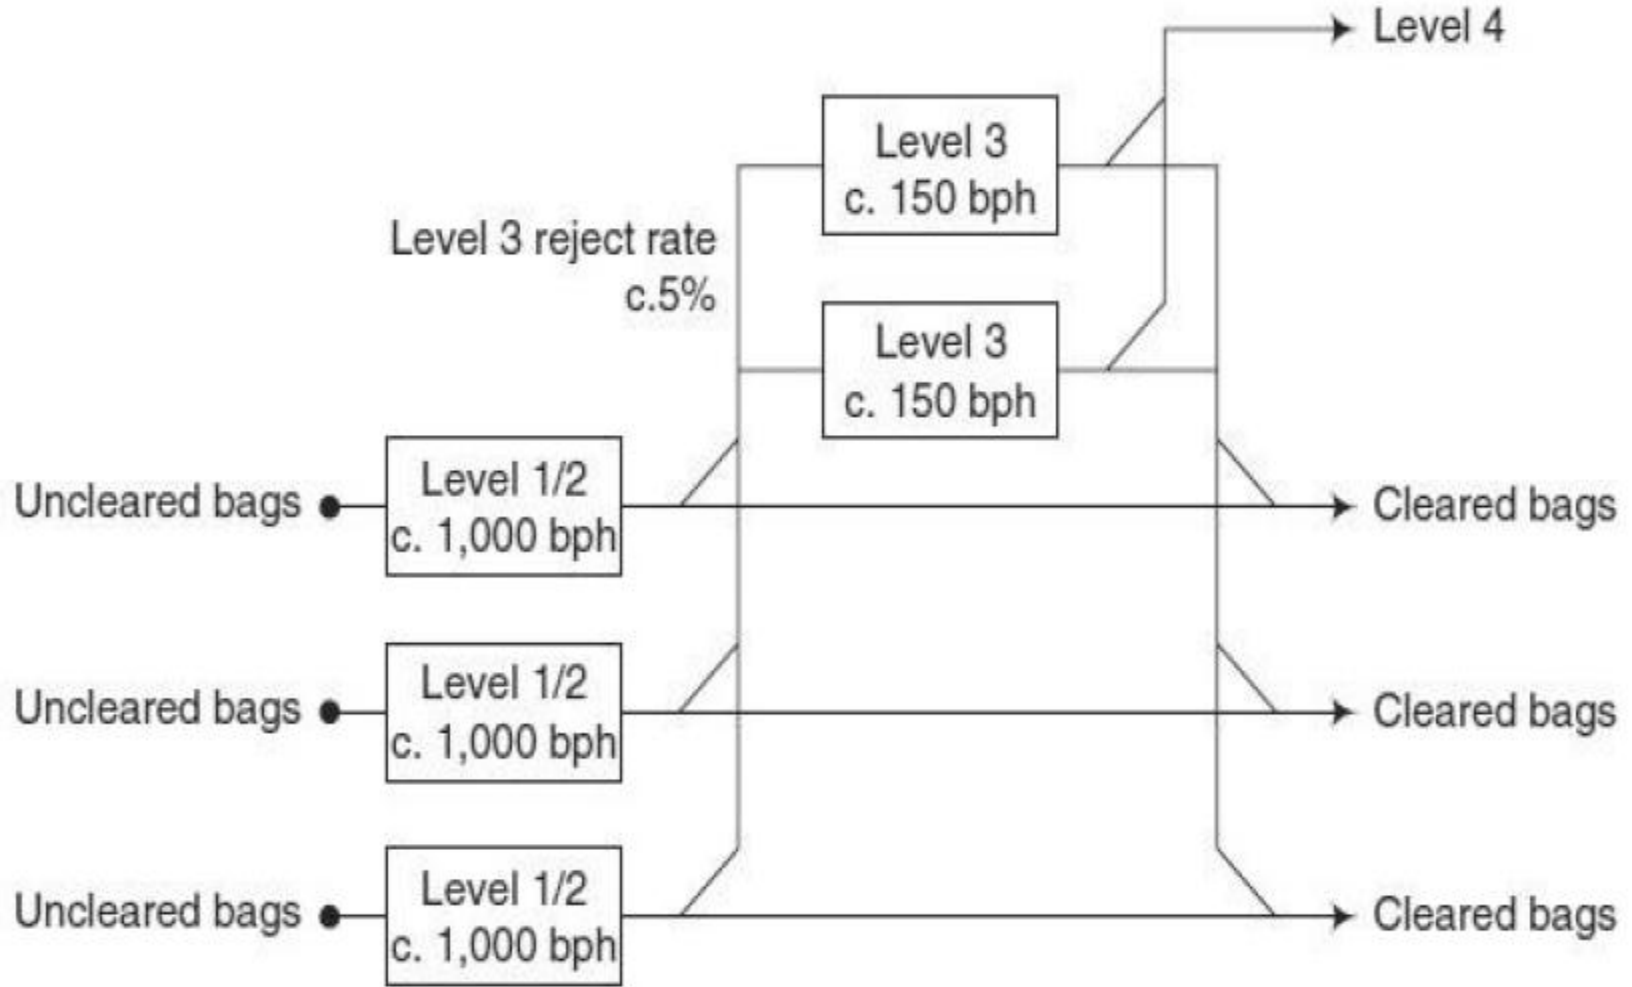 Level 4
Level 3
c. 150 bph
Level 3 reject rate
c.5%
Level 3
c. 150 bph
Uncleared bags
Level 1/2
c. 1,000 bph
Cleared bags
Uncleared bags
Level 1/2
c. 1,000 bph
Cleared bags
Uncleared bags
Level 1/2
c. 1,000 bph
Cleared bags